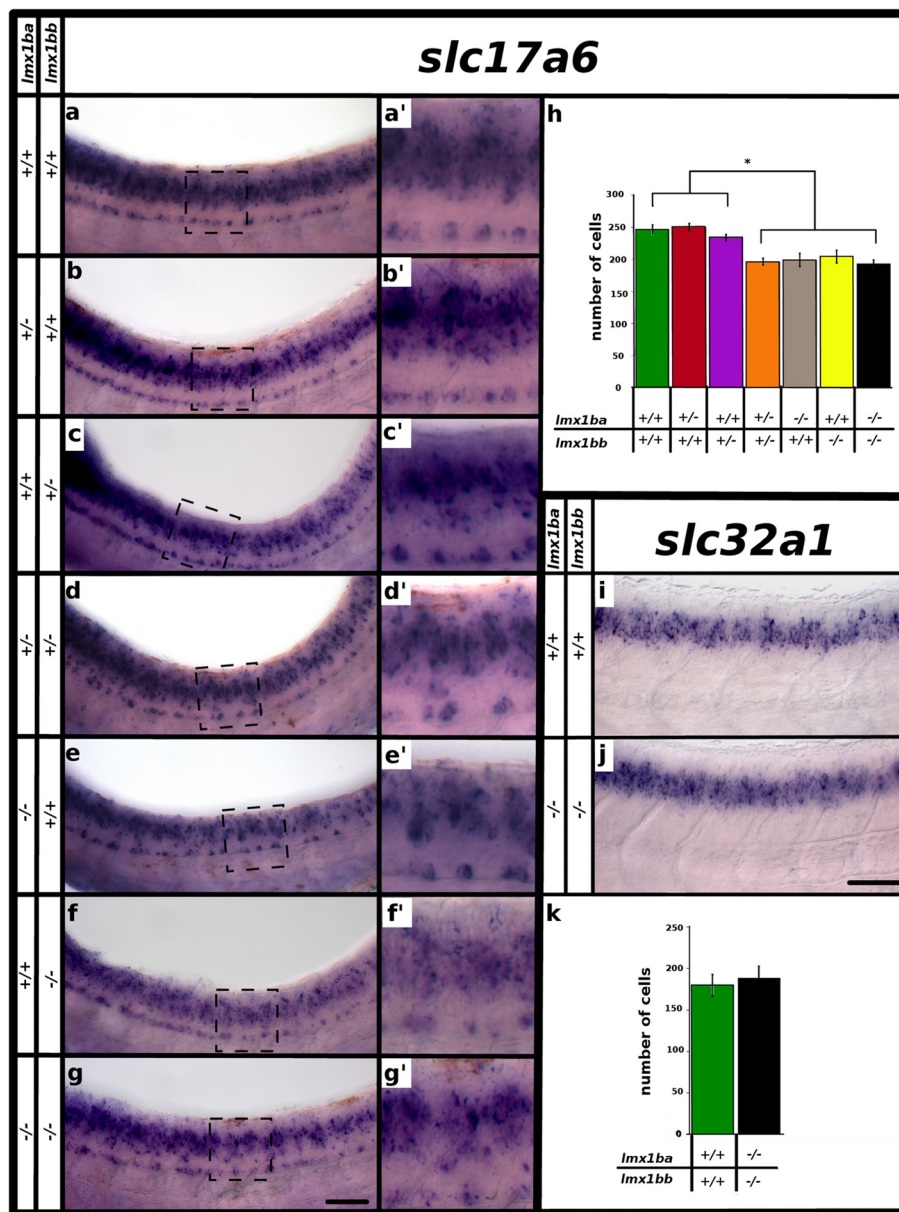 lmx1ba
lmx1bb
slc17a6
+/+
+/+
a
a'
+/-
+/+
b
b'
+/+
+/-
c
c'
+/-
+/-
d
d'
-/-
+/+
e
e'
+/+
-/-
f
f'
-/-
-/-
g
g'
h
*
number of cells
300
250
200
150
100
50
0
lmx1ba +/+ +/- +/+ +/- -/- +/+ -/-
lmx1bb +/+ +/+ +/- +/- +/+ -/- -/-
lmx1ba
lmx1bb
slc32a1
+/+
+/+
i
-/-
-/-
j
k
number of cells
250
200
150
100
50
0
lmx1ba +/+ -/-
lmx1bb +/+ -/-